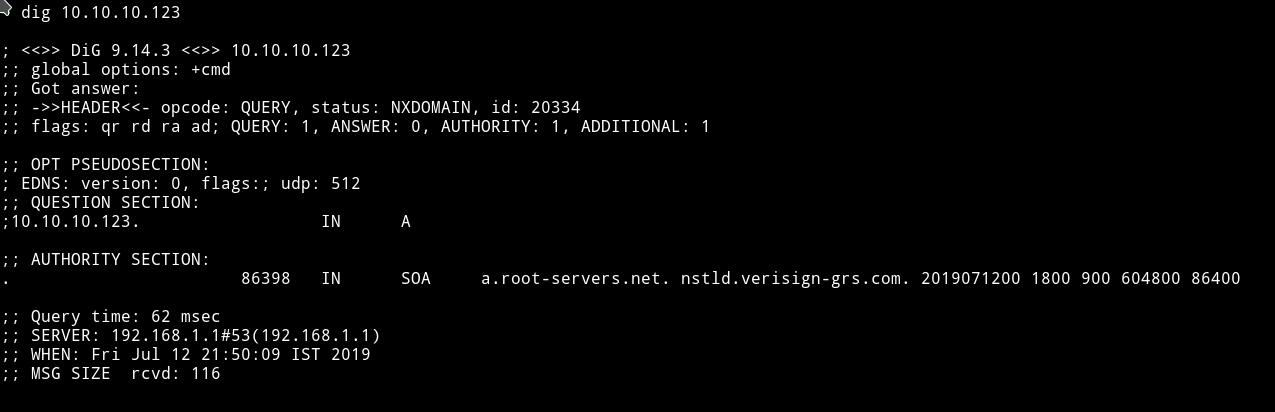 dig 10.10.10.123
; <<>> DiG 9.14.3 <<>> 10.10.10.123
;; global options: +cmd
;; Got answer:
;; ->>HEADER<<- opcode: QUERY, status: NXDOMAIN, id: 20334
;; flags: qr rd ra ad; QUERY: 1, ANSWER: 0, AUTHORITY: 1, ADDITIONAL: 1
;; OPT PSEUDOSECTION:
; EDNS: version: 0, flags:; udp: 512
;; QUESTION SECTION:
;10.10.10.123. IN A
;; AUTHORITY SECTION:
. 86398 IN SOA a.root-servers.net. nstld.verisign-grs.com. 2019071200 1800 900 604800 86400
;; Query time: 62 msec
;; SERVER: 192.168.1.1#53(192.168.1.1)
;; WHEN: Fri Jul 12 21:50:09 IST 2019
;; MSG SIZE rcvd: 116